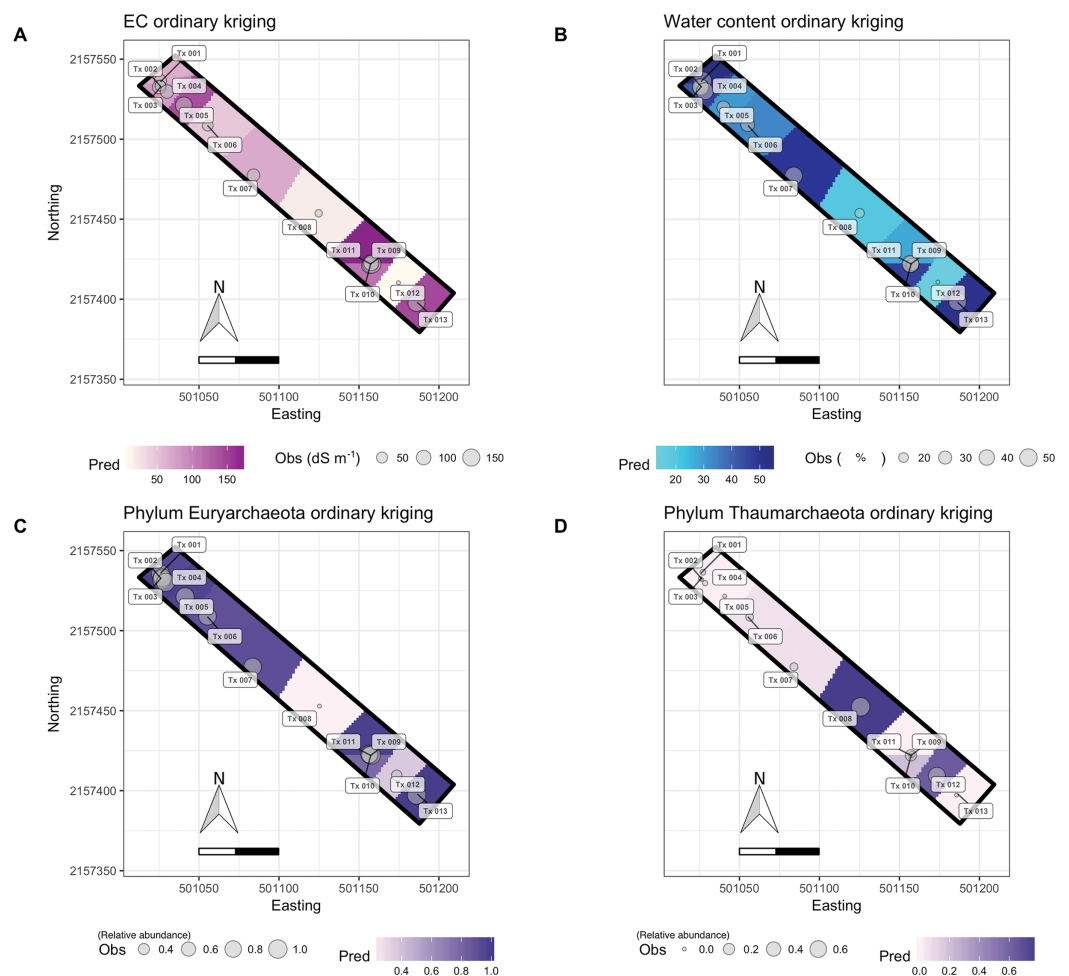 A
EC ordinary kriging
Northing
2157550
2157500
2157450
2157400
2157350
Tx 001
Tx 002
Tx 004
Tx 003
Tx 005
Tx 006
Tx 007
Tx 008
Tx 011
Tx 009
Tx 010
Tx 012
Tx 013
N
501050
501100
501150
501200
Easting
Pred
50
100
150
Obs (dS m⁻¹)
50
100
150
B
Water content ordinary kriging
Tx 001
Tx 002
Tx 004
Tx 003
Tx 005
Tx 006
Tx 007
Tx 008
Tx 011
Tx 009
Tx 010
Tx 012
Tx 013
N
501050
501100
501150
501200
Easting
Pred
20
30
40
50
Obs ( % )
20
30
40
50
C
Phylum Euryarchaeota ordinary kriging
Northing
2157550
2157500
2157450
2157400
2157350
Tx 001
Tx 002
Tx 004
Tx 003
Tx 005
Tx 006
Tx 007
Tx 008
Tx 011
Tx 009
Tx 010
Tx 012
Tx 013
N
501050
501100
501150
501200
Easting
(Relative abundance)
Obs
0.4
0.6
0.8
1.0
Pred
0.4
0.6
0.8
1.0
D
Phylum Thaumarchaeota ordinary kriging
Tx 001
Tx 002
Tx 004
Tx 003
Tx 005
Tx 006
Tx 007
Tx 008
Tx 011
Tx 009
Tx 010
Tx 012
Tx 013
N
501050
501100
501150
501200
Easting
(Relative abundance)
Obs
0.0
0.2
0.4
0.6
Pred
0.0
0.2
0.4
0.6